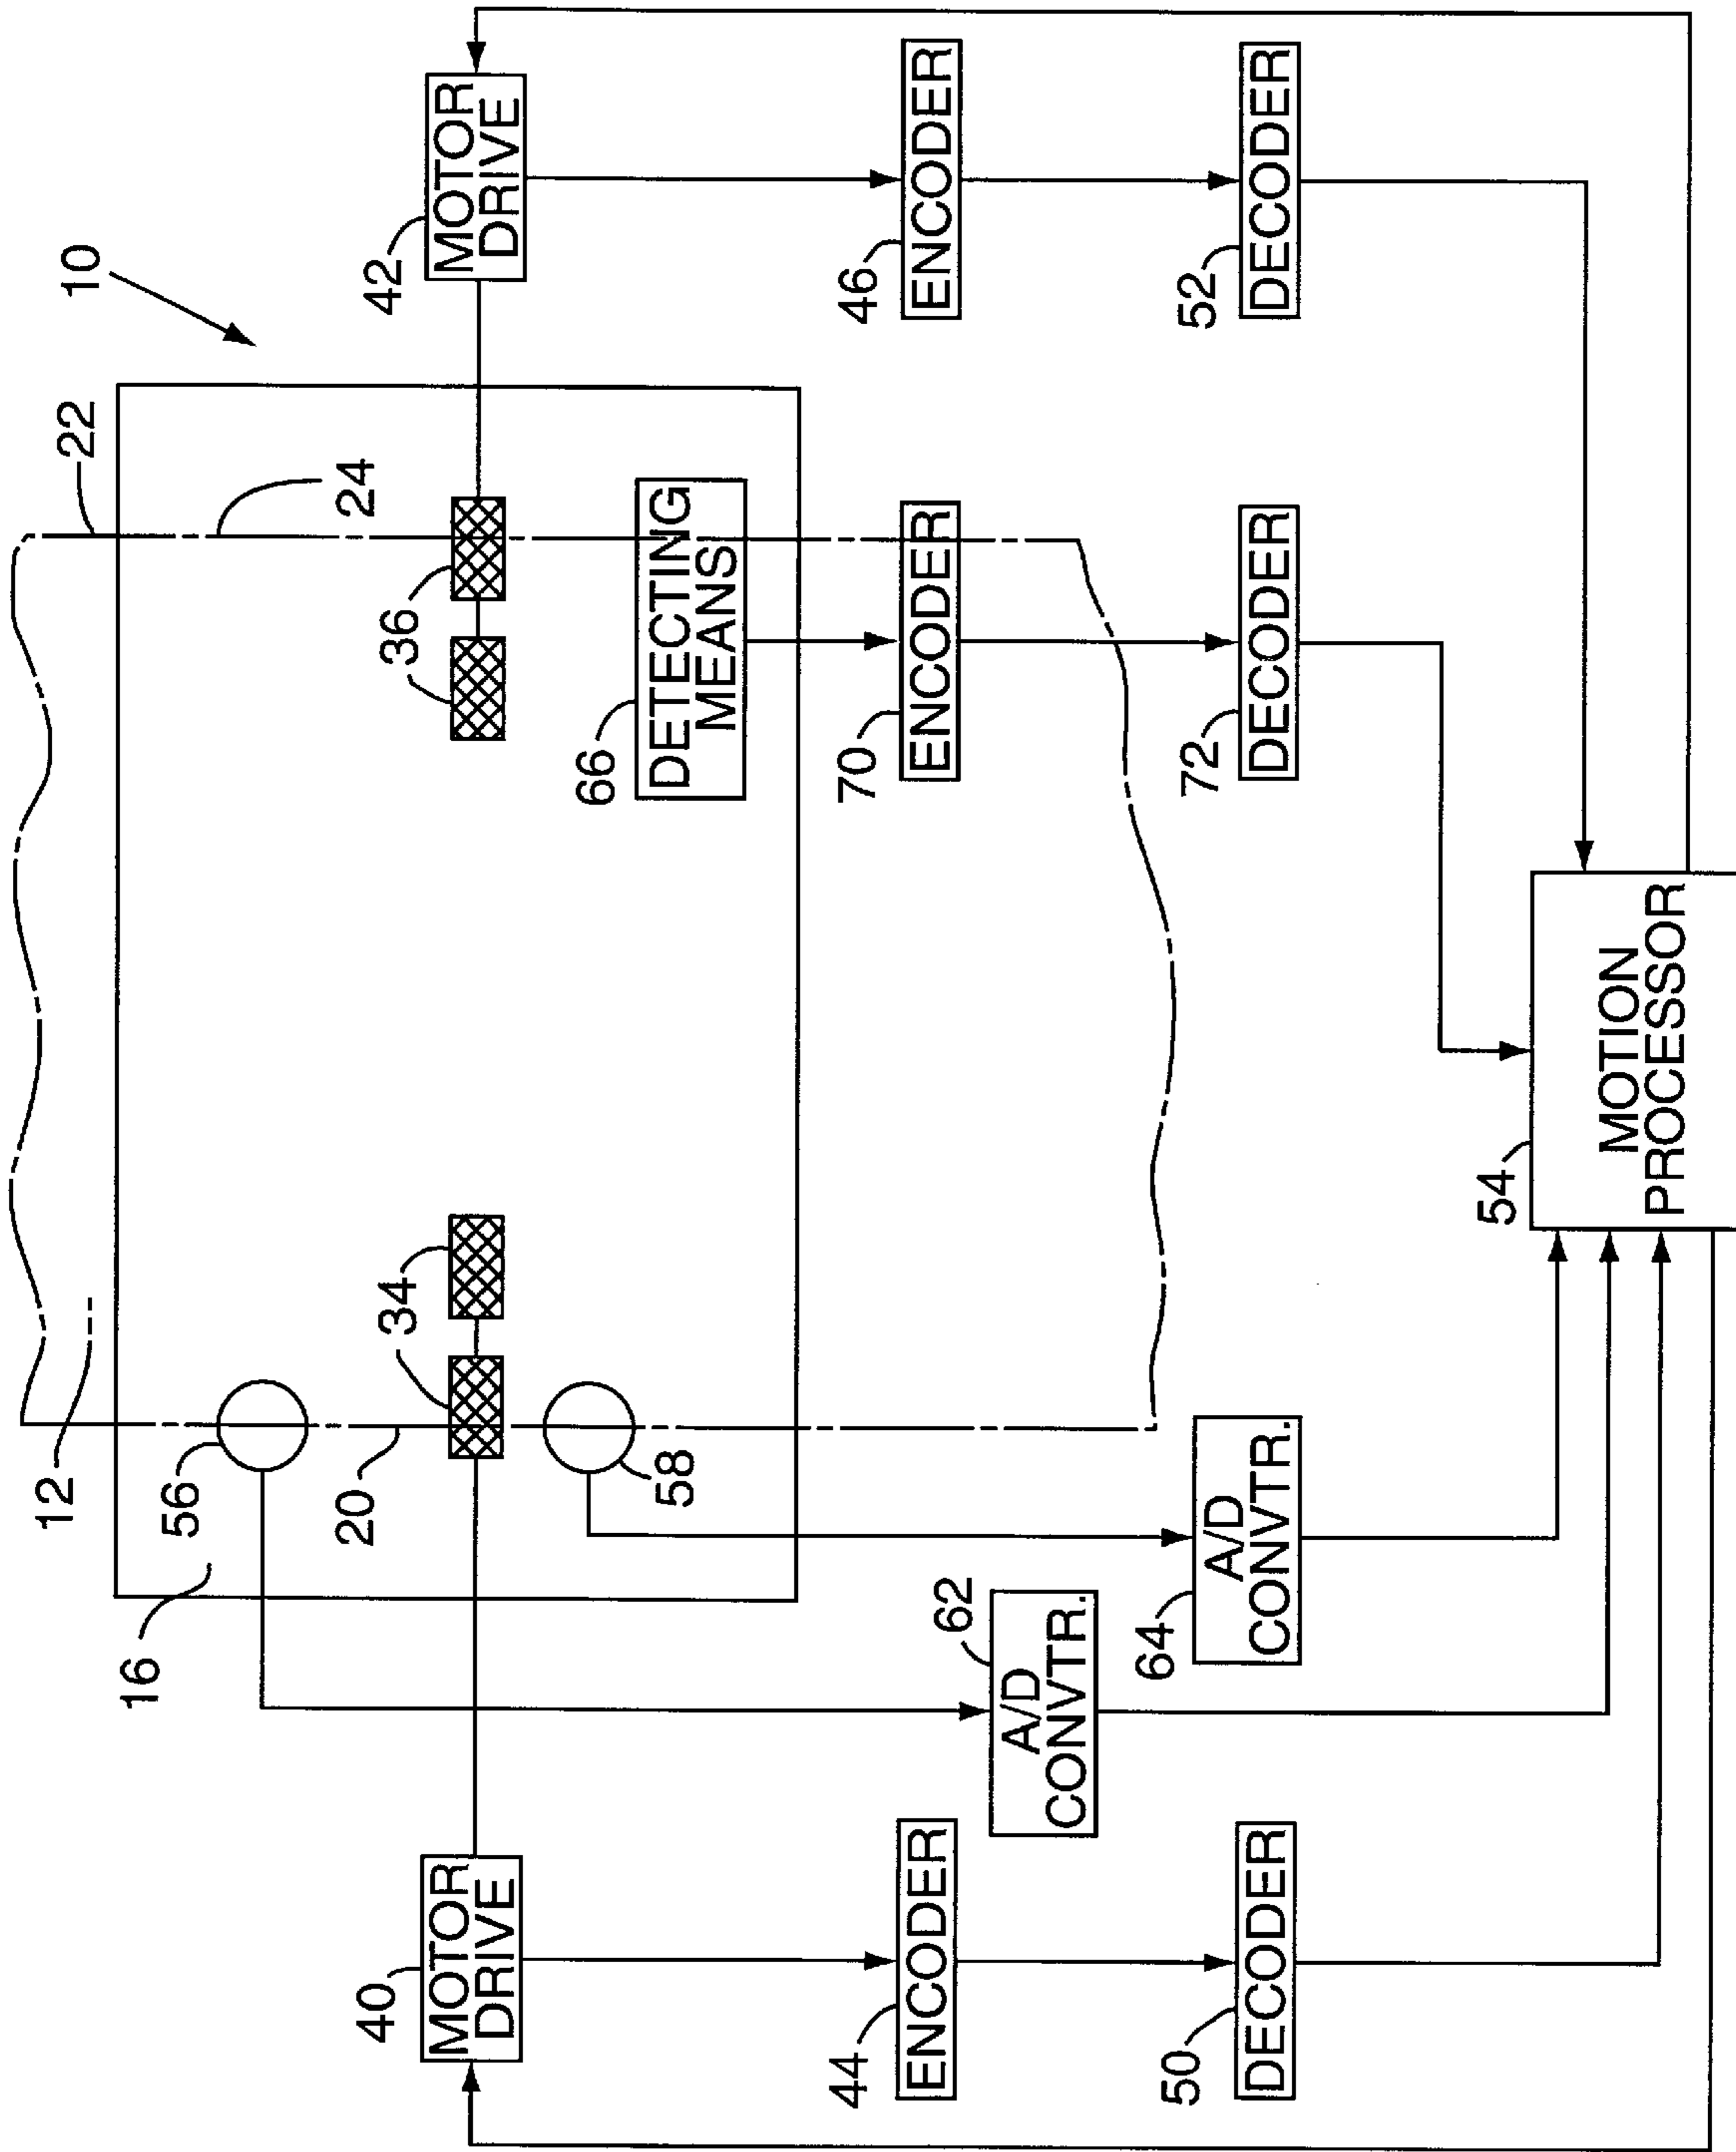 10
12
22
24
16
56
20
34
36
58
42
MOTOR
DRIVE
40
MOTOR
DRIVE
66
DETECTING
MEANS
44
ENCODER
70
ENCODER
46
ENCODER
62
A/D
CONVTR.
64
A/D
CONVTR.
50
DECODER
72
DECODER
52
DECODER
54
MOTION
PROCESSOR